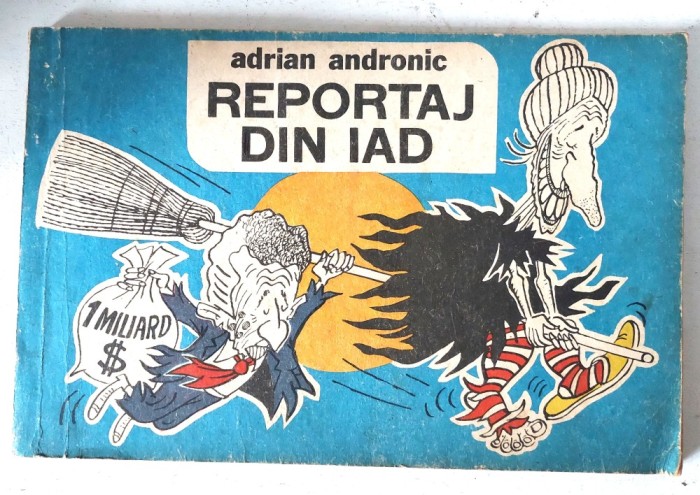 adrian andronic
REPORTAJ
DIN IAD
1 MILIARD
$